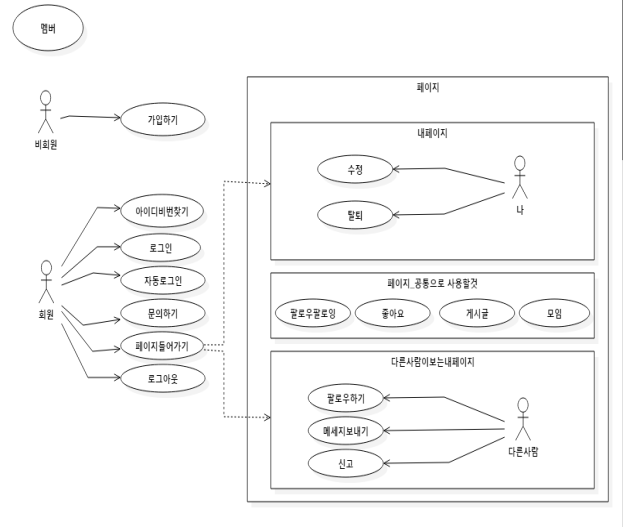 멤버
페이지
내페이지
가입하기
비회원
수정
나
탈퇴
아이디비번찾기
로그인
자동로그인
회원
문의하기
페이지들어가기
로그아웃
페이지_공통으로 사용할것
팔로우팔로잉
좋아요
게시글
모임
다른사람이보는내페이지
팔로우하기
메세지보내기
신고
다른사람